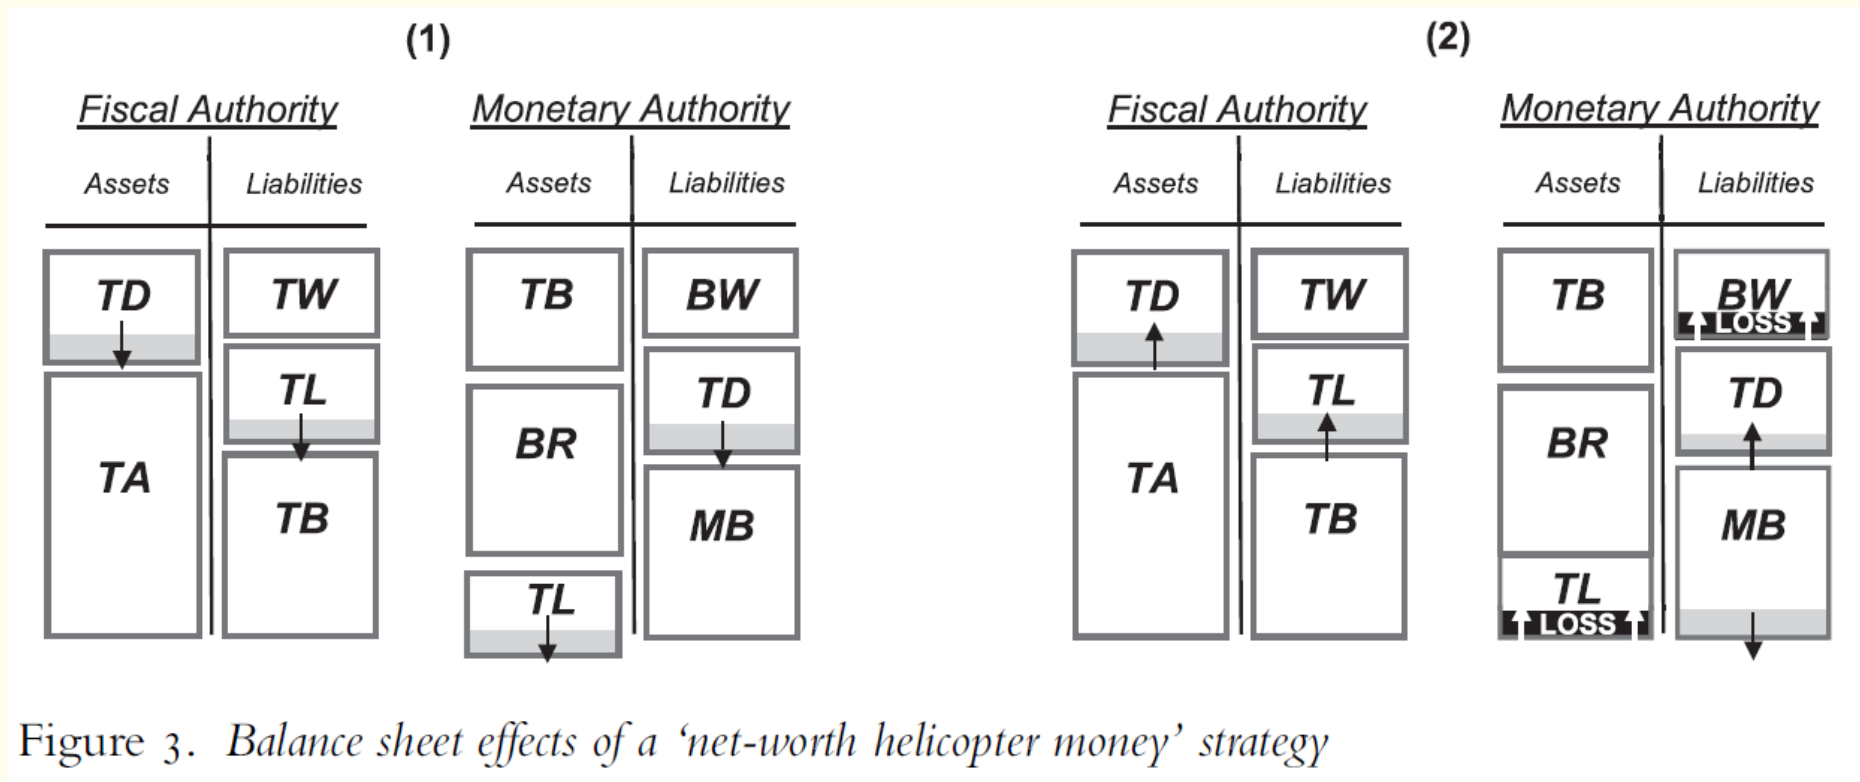 (1)
(2)
Fiscal Authority
Monetary Authority
Fiscal Authority
Monetary Authority
Assets
Liabilities
Assets
Liabilities
Assets
Liabilities
Assets
Liabilities
TD
TW
TL
TA
TB
TB
BW
TD
BR
MB
TL
TD
TW
TL
TA
TB
TB
BW
LOSS
TD
BR
MB
TL
LOSS
Figure 3. Balance sheet effects of a ‘net-worth helicopter money’ strategy